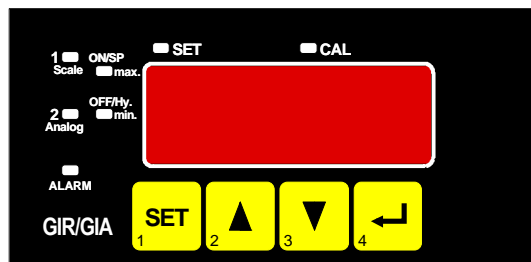 SET CAL
1 ON/SP
Scale max.
OFF/Hy.
2 min.
Analog
ALARM
GIR/GIA
SET
1 2 3 4